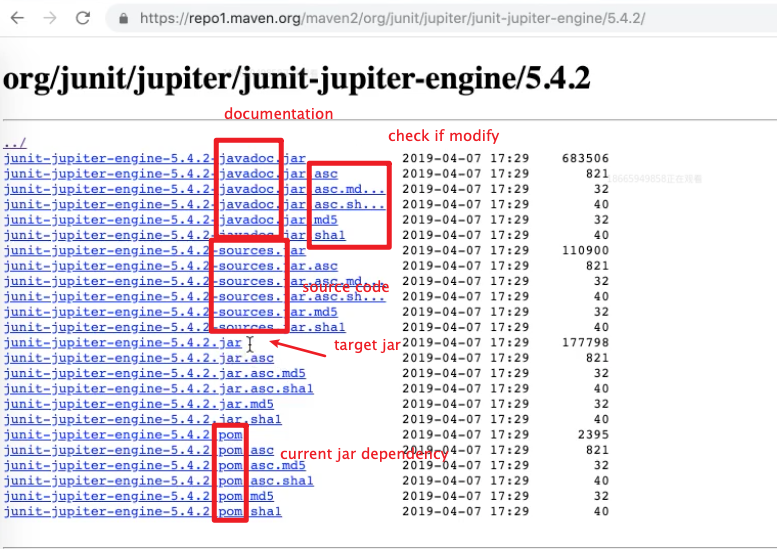 https://repo1.maven.org/maven2/org/junit/jupiter/junit-jupiter-engine/5.4.2/
org/junit/jupiter/junit-jupiter-engine/5.4.2
documentation
check if modify
../
junit-jupiter-engine-5.4.2-javadoc.jar 2019-04-07 17:29 683506
junit-jupiter-engine-5.4.2-javadoc.jar.asc 2019-04-07 17:29 821
junit-jupiter-engine-5.4.2-javadoc.jar.asc.md... 2019-04-07 17:29 32
junit-jupiter-engine-5.4.2-javadoc.jar.asc.sh... 2019-04-07 17:29 40
junit-jupiter-engine-5.4.2-javadoc.jar.md5 2019-04-07 17:29 32
junit-jupiter-engine-5.4.2-javadoc.jar.sha1 2019-04-07 17:29 40
junit-jupiter-engine-5.4.2-sources.jar 2019-04-07 17:29 110900
junit-jupiter-engine-5.4.2-sources.jar.asc 2019-04-07 17:29 821
junit-jupiter-engine-5.4.2-sources.jar.asc.md... 2019-04-07 17:29 32
junit-jupiter-engine-5.4.2-sources.jar.asc.sh... 2019-04-07 17:29 40
source code
junit-jupiter-engine-5.4.2-sources.jar.md5 2019-04-07 17:29 32
junit-jupiter-engine-5.4.2-sources.jar.sha1 2019-04-07 17:29 40
junit-jupiter-engine-5.4.2.jar 2019-04-07 17:29 177798
target jar
junit-jupiter-engine-5.4.2.jar.asc 2019-04-07 17:29 821
junit-jupiter-engine-5.4.2.jar.asc.md5 2019-04-07 17:29 32
junit-jupiter-engine-5.4.2.jar.asc.sha1 2019-04-07 17:29 40
junit-jupiter-engine-5.4.2.jar.md5 2019-04-07 17:29 32
junit-jupiter-engine-5.4.2.jar.sha1 2019-04-07 17:29 40
junit-jupiter-engine-5.4.2.pom 2019-04-07 17:29 2395
junit-jupiter-engine-5.4.2.pom.asc 2019-04-07 17:29 821
current jar dependency
junit-jupiter-engine-5.4.2.pom.asc.md5 2019-04-07 17:29 32
junit-jupiter-engine-5.4.2.pom.asc.sha1 2019-04-07 17:29 40
junit-jupiter-engine-5.4.2.pom.md5 2019-04-07 17:29 32
junit-jupiter-engine-5.4.2.pom.sha1 2019-04-07 17:29 40